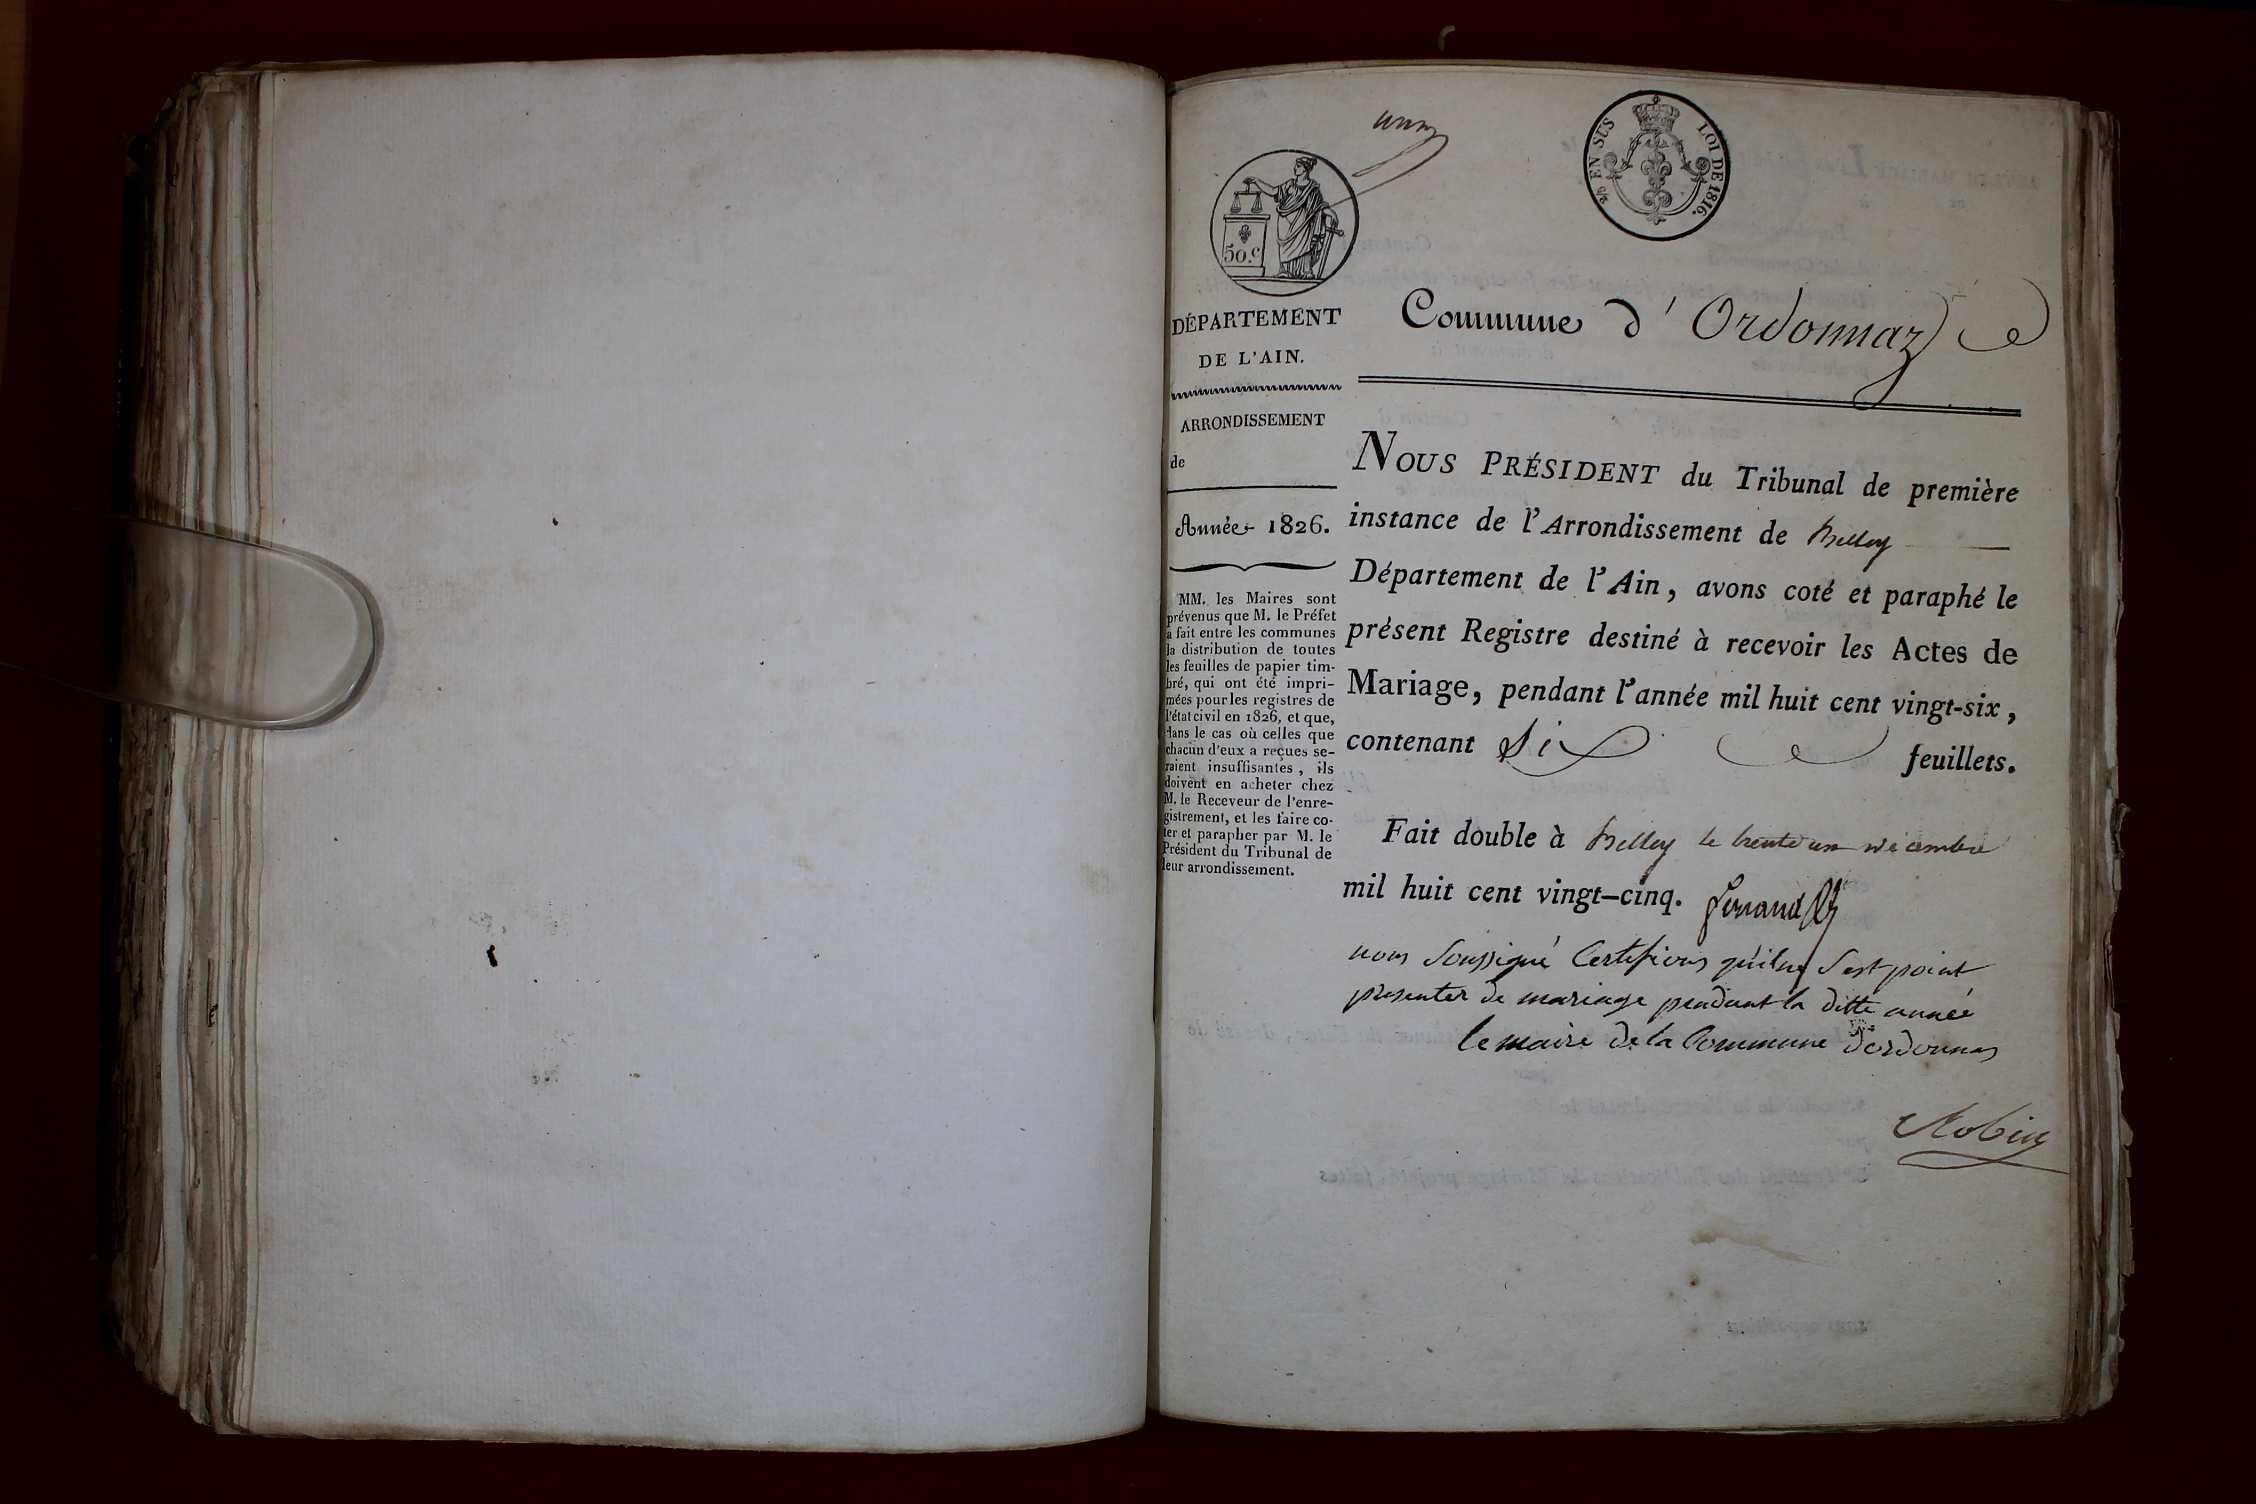 un
50.c
2/5 EN SUS LOI DE 1816.
DÉPARTEMENT
DE L'AIN.
ARRONDISSEMENT
de
Année 1826.
MM. les Maires sont
prévenus que M. le Préfet
a fait entre les communes
la distribution de toutes
les feuilles de papier tim-
bré, qui ont été impri-
mées pour les registres de
l'état civil en 1826, et que,
dans le cas où celles que
chacun d'eux a reçues se-
raient insuffisantes, ils
doivent en acheter chez
M. le Receveur de l'enre-
gistrement, et les faire co-
ter et parapher par M. le
Président du Tribunal de
leur arrondissement.
Commune d'Ordonnaz
NOUS PRÉSIDENT du Tribunal de première
instance de l'Arrondissement de Belley
Département de l'Ain, avons coté et paraphé le
présent Registre destiné à recevoir les Actes de
Mariage, pendant l'année mil huit cent vingt-six,
contenant Six feuillets.
Fait double à Belley le trente un décembre
mil huit cent vingt-cinq.
nous Soussigné Certifions qu'il ne S'est point
presenter de mariage pendant la ditte année
le maire de la Commune d'ordonnas
Robin